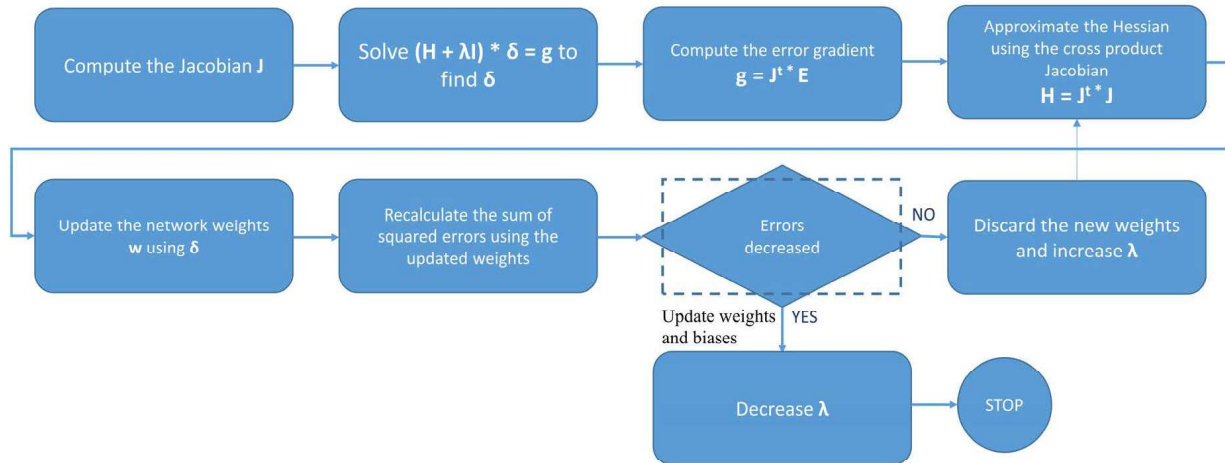 Compute the Jacobian J
Solve (H + λI) * δ = g to
find δ
Compute the error gradient
g = Jᵗ * E
Approximate the Hessian
using the cross product
Jacobian
H = Jᵗ * J
Update the network weights
w using δ
Recalculate the sum of
squared errors using the
updated weights
Errors
decreased
NO
Discard the new weights
and increase λ
Update weights
and biases
YES
Decrease λ
STOP